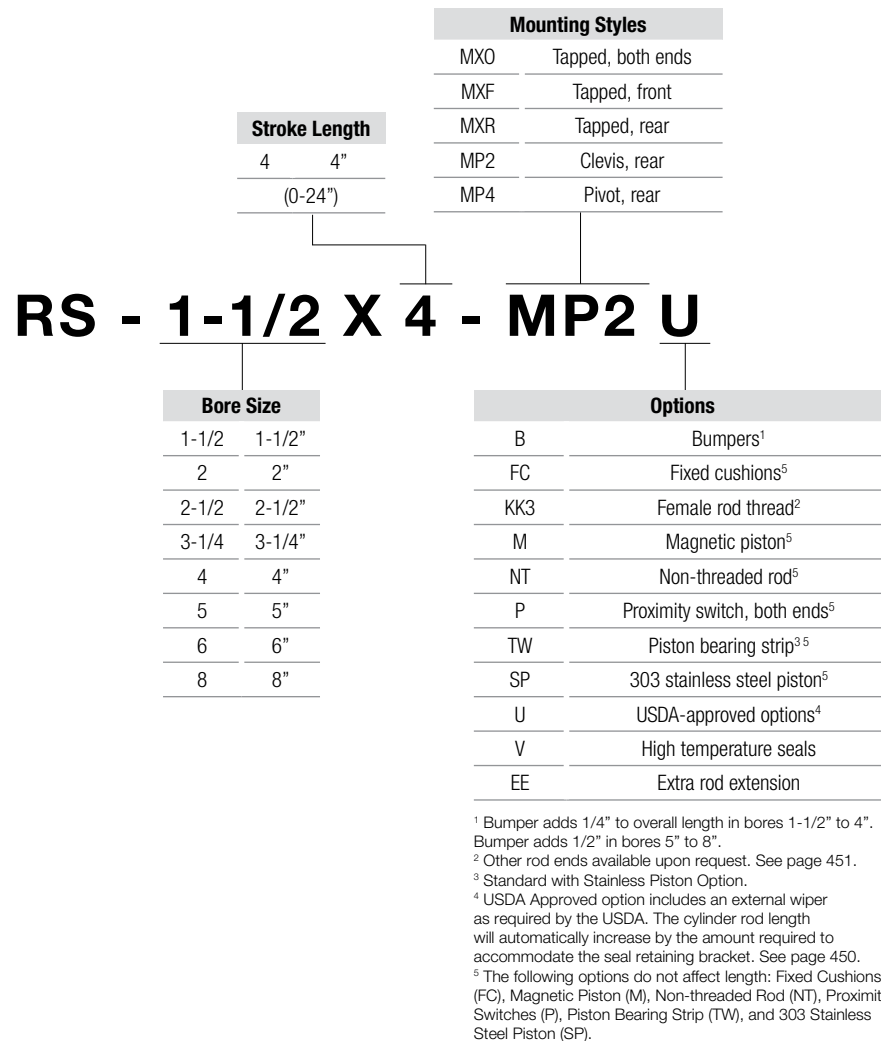 Mounting Styles
MXO Tapped, both ends
MXF Tapped, front
MXR Tapped, rear
MP2 Clevis, rear
MP4 Pivot, rear
Stroke Length
4 4”
(0-24”)
RS - 1-1/2 X 4 - MP2 U
Bore Size
1-1/2 1-1/2”
2 2”
2-1/2 2-1/2”
3-1/4 3-1/4”
4 4”
5 5”
6 6”
8 8”
Options
B Bumpers¹
FC Fixed cushions⁵
KK3 Female rod thread²
M Magnetic piston⁵
NT Non-threaded rod⁵
P Proximity switch, both ends⁵
TW Piston bearing strip³ ⁵
SP 303 stainless steel piston⁵
U USDA-approved options⁴
V High temperature seals
EE Extra rod extension
¹ Bumper adds 1/4” to overall length in bores 1-1/2” to 4”.
Bumper adds 1/2” in bores 5” to 8”.
² Other rod ends available upon request. See page 451.
³ Standard with Stainless Piston Option.
⁴ USDA Approved option includes an external wiper
as required by the USDA. The cylinder rod length
will automatically increase by the amount required to
accommodate the seal retaining bracket. See page 450.
⁵ The following options do not affect length: Fixed Cushions
(FC), Magnetic Piston (M), Non-threaded Rod (NT), Proximit
Switches (P), Piston Bearing Strip (TW), and 303 Stainless
Steel Piston (SP).